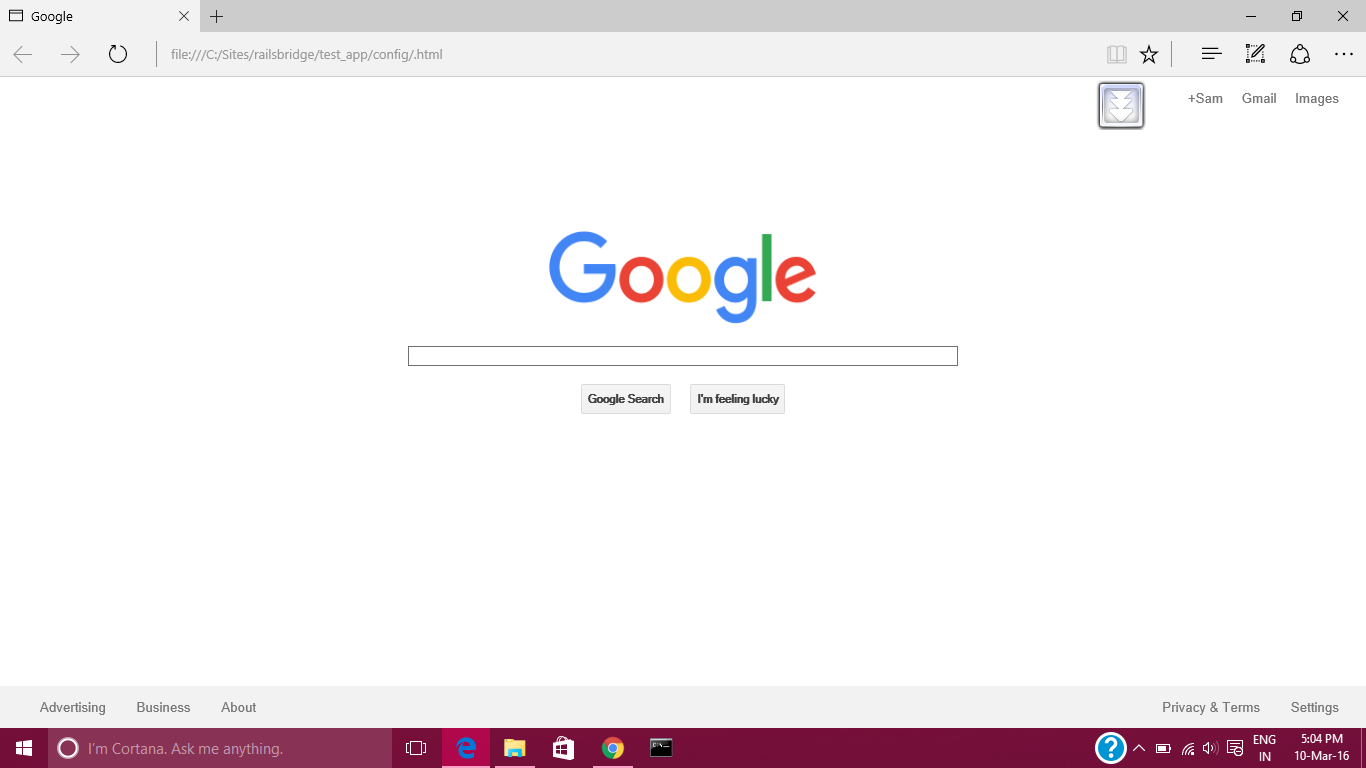 Google
file:///C:/Sites/railsbridge/test_app/config/.html
+Sam Gmail Images
Google
Google Search I'm feeling lucky
Advertising Business About Privacy & Terms Settings
I'm Cortana. Ask me anything.
ENG 5:04 PM
IN 10-Mar-16